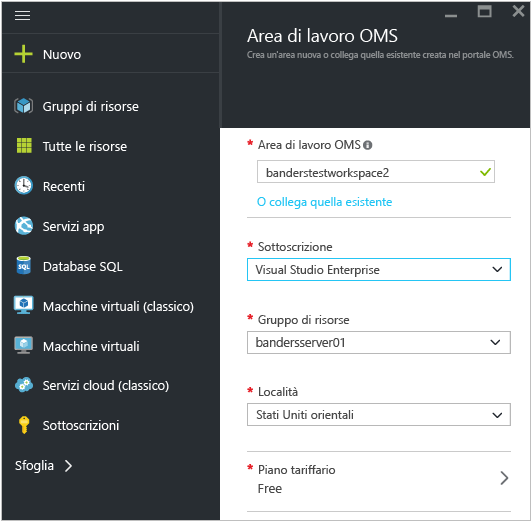 Nuovo
Gruppi di risorse
Tutte le risorse
Recenti
Servizi app
SQL
Database SQL
Macchine virtuali (classico)
Macchine virtuali
Servizi cloud (classico)
Sottoscrizioni
Sfoglia
Area di lavoro OMS
Crea un'area nuova o collega quella esistente creata nel portale OMS.
* Area di lavoro OMS
banderstestworkspace2
O collega quella esistente
* Sottoscrizione
Visual Studio Enterprise
* Gruppo di risorse
bandersserver01
* Località
Stati Uniti orientali
* Piano tariffario
Free